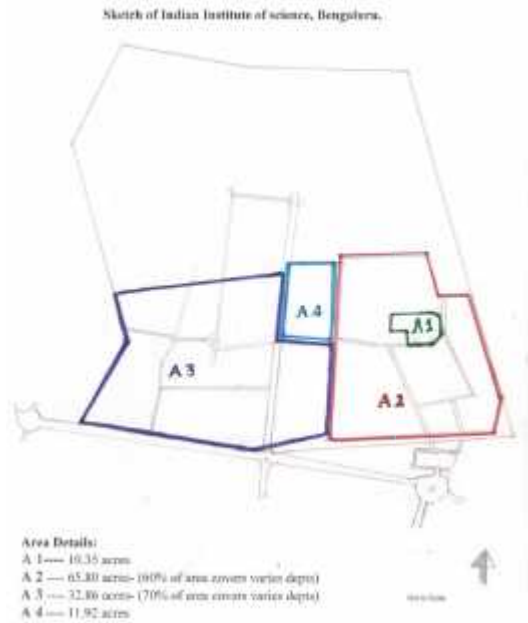 Sketch of Indian Institute of science, Bengaluru.
A 4
A1
A 3
A 2
Area Details:
A 1---- 10.35 acres
A 2 ---- 65.80 acres- (60% of area covers varies depts)
A 3 ---- 32.86 acres- (70% of area covers varies depts)
A 4 ---- 11.92 acres